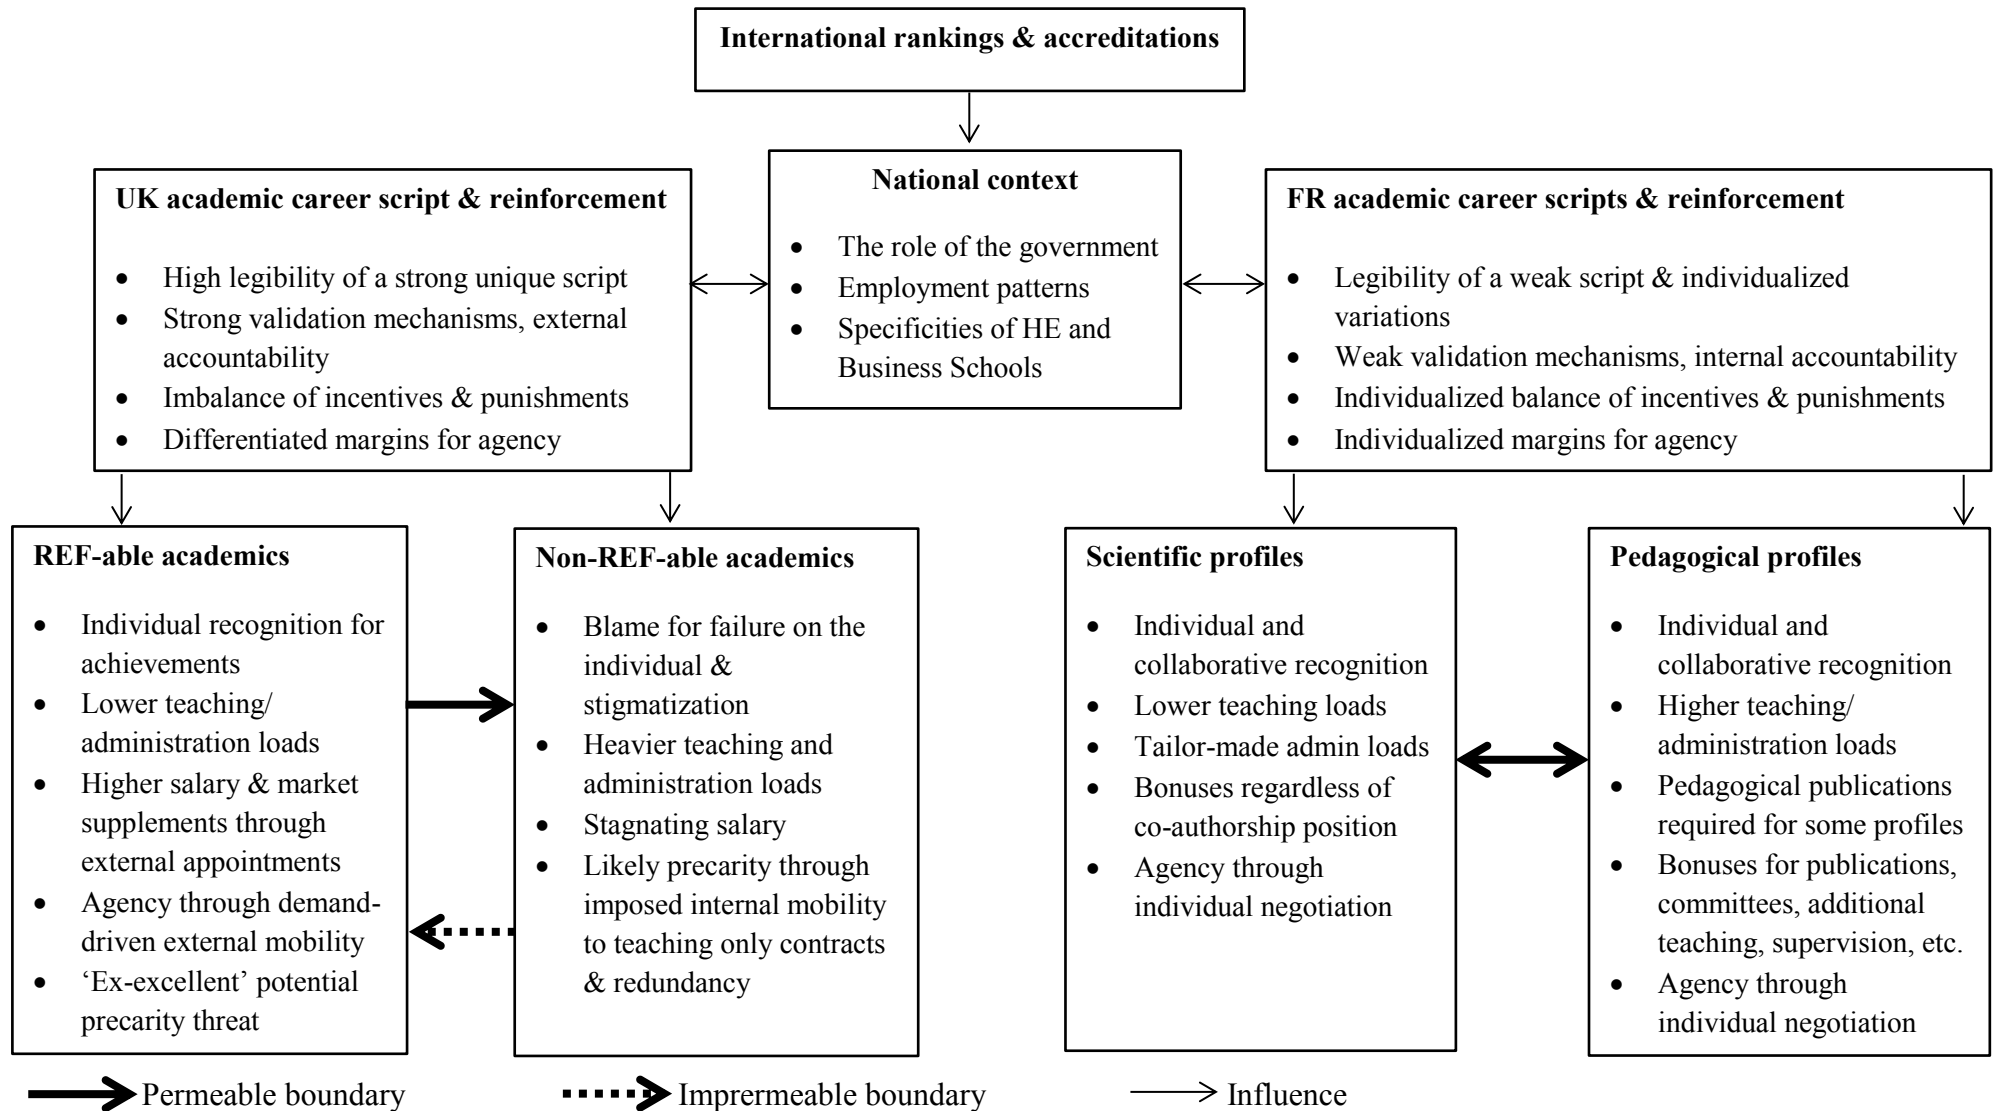 International rankings & accreditations
National context
• The role of the government
• Employment patterns
• Specificities of HE and
Business Schools
UK academic career script & reinforcement
• High legibility of a strong unique script
• Strong validation mechanisms, external
accountability
• Imbalance of incentives & punishments
• Differentiated margins for agency
FR academic career scripts & reinforcement
• Legibility of a weak script & individualized
variations
• Weak validation mechanisms, internal accountability
• Individualized balance of incentives & punishments
• Individualized margins for agency
REF-able academics
• Individual recognition for
achievements
• Lower teaching/
administration loads
• Higher salary & market
supplements through
external appointments
• Agency through demand-
driven external mobility
• ‘Ex-excellent’ potential
precarity threat
Non-REF-able academics
• Blame for failure on the
individual &
stigmatization
• Heavier teaching and
administration loads
• Stagnating salary
• Likely precarity through
imposed internal mobility
to teaching only contracts
& redundancy
Scientific profiles
• Individual and
collaborative recognition
• Lower teaching loads
• Tailor-made admin loads
• Bonuses regardless of
co-authorship position
• Agency through
individual negotiation
Pedagogical profiles
• Individual and
collaborative recognition
• Higher teaching/
administration loads
• Pedagogical publications
required for some profiles
• Bonuses for publications,
committees, additional
teaching, supervision, etc.
• Agency through
individual negotiation
Permeable boundary
Imprermeable boundary
Influence